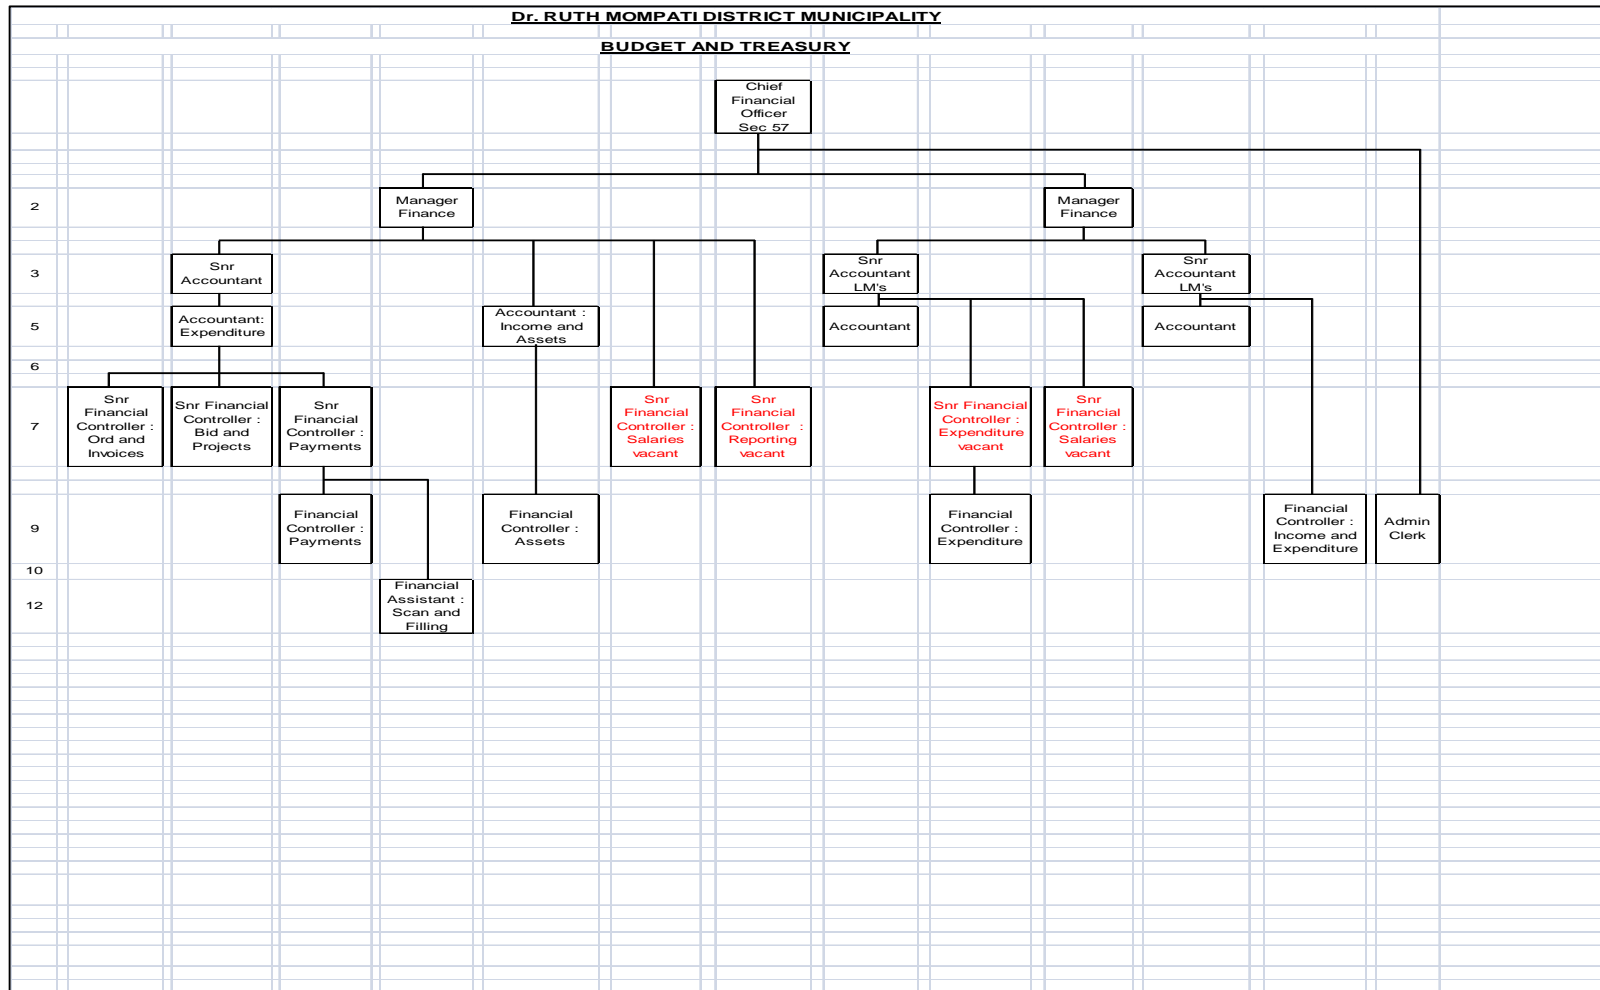 Dr. RUTH MOMPATI DISTRICT MUNICIPALITY
BUDGET AND TREASURY
Chief
Financial
Officer
Sec 57
2
Manager
Finance
Manager
Finance
3
Snr
Accountant
Snr
Accountant
LM's
Snr
Accountant
LM's
5
Accountant:
Expenditure
Accountant :
Income and
Assets
Accountant
Accountant
6
7
Snr
Financial
Controller :
Ord and
Invoices
Snr Financial
Controller :
Bid and
Projects
Snr
Financial
Controller :
Payments
Snr
Financial
Controller :
Salaries
vacant
Snr
Financial
Controller :
Reporting
vacant
Snr Financial
Controller :
Expenditure
vacant
Snr
Financial
Controller :
Salaries
vacant
9
Financial
Controller :
Payments
Financial
Controller :
Assets
Financial
Controller :
Expenditure
Financial
Controller :
Income and
Expenditure
Admin
Clerk
10
12
Financial
Assistant :
Scan and
Filling